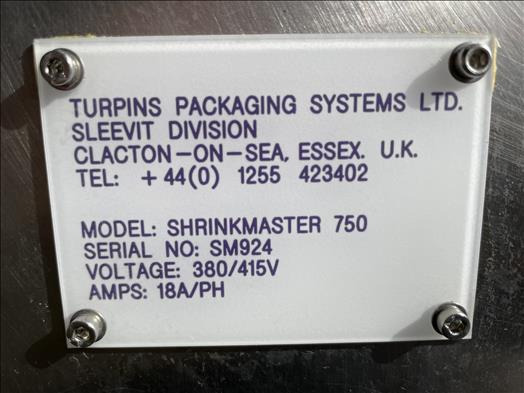 TURPINS PACKAGING SYSTEMS LTD.
SLEEVIT DIVISION
CLACTON-ON-SEA, ESSEX. U.K.
TEL: +44(0) 1255 423402
MODEL: SHRINKMASTER 750
SERIAL NO: SM924
VOLTAGE: 380/415V
AMPS: 18A/PH